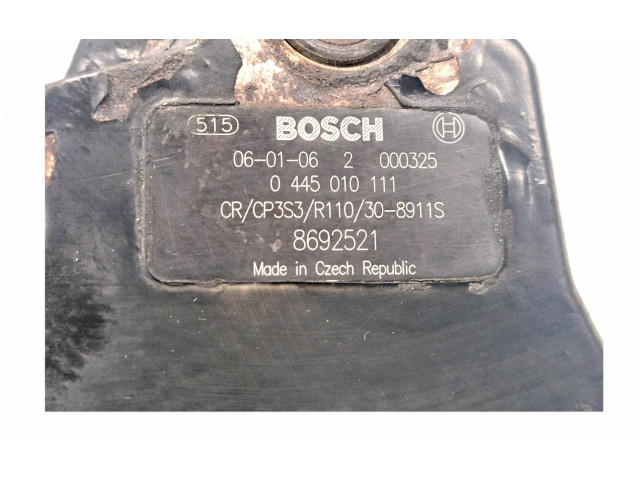 515 BOSCH
06-01-06 2 000325
0 445 010 111
CR/CP3S3/R110/30-8911S
8692521
Made in Czech Republic